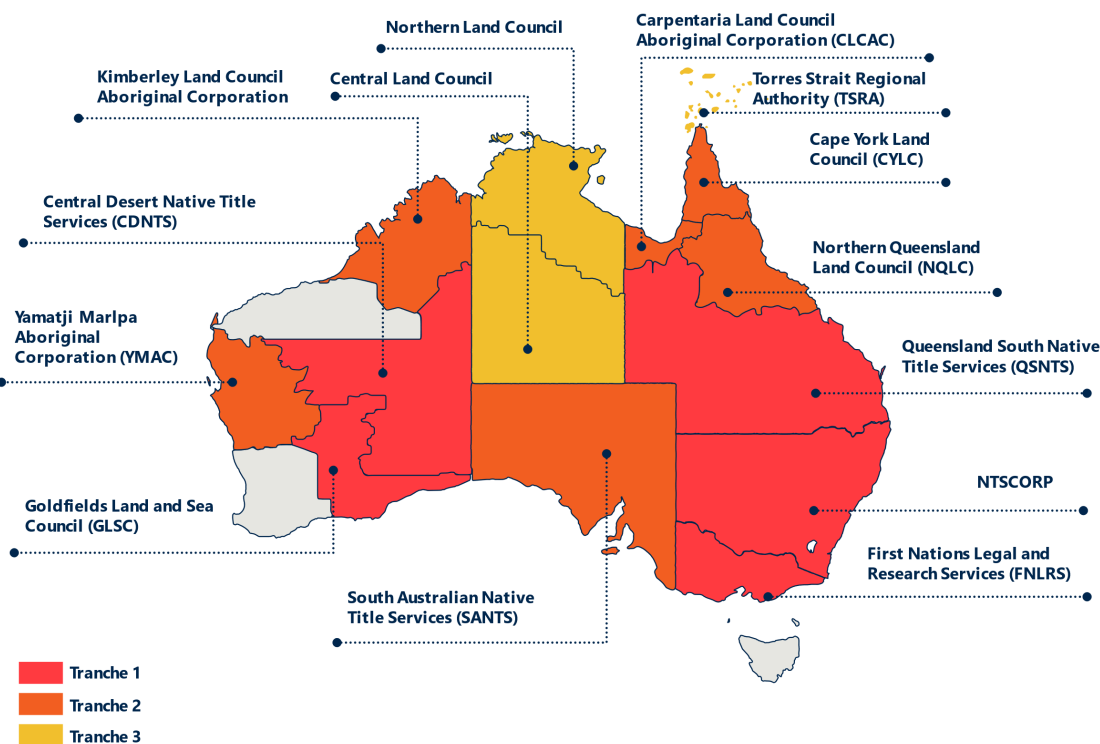 Northern Land Council
Carpentaria Land Council
Aboriginal Corporation (CLCAC)
Kimberley Land Council
Aboriginal Corporation
Central Land Council
Torres Strait Regional
Authority (TSRA)
Cape York Land
Council (CYLC)
Central Desert Native Title
Services (CDNTS)
Northern Queensland
Land Council (NQLC)
Yamatji Marlpa
Aboriginal
Corporation (YMAC)
Queensland South Native
Title Services (QSNTS)
NTSCORP
Goldfields Land and Sea
Council (GLSC)
First Nations Legal and
Research Services (FNLRS)
South Australian Native
Title Services (SANTS)
Tranche 1
Tranche 2
Tranche 3